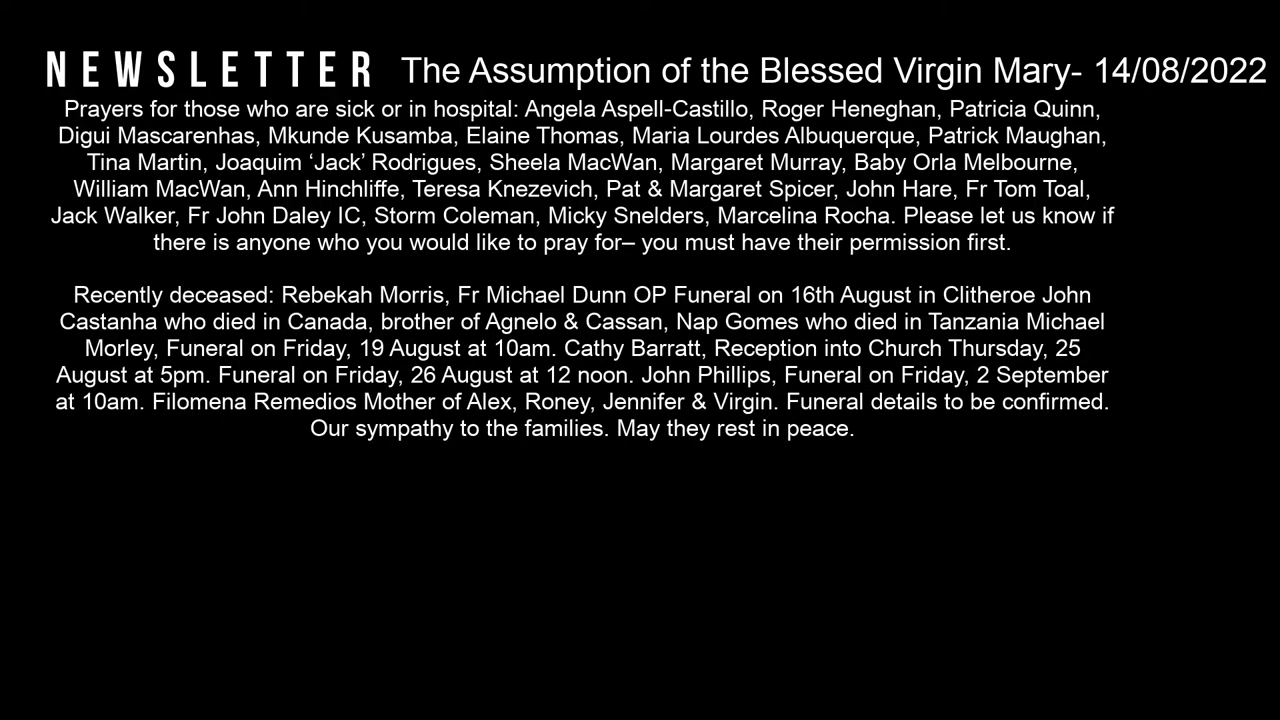 NEWSLETTER The Assumption of the Blessed Virgin Mary- 14/08/2022
Prayers for those who are sick or in hospital: Angela Aspell-Castillo, Roger Heneghan, Patricia Quinn,
Digui Mascarenhas, Mkunde Kusamba, Elaine Thomas, Maria Lourdes Albuquerque, Patrick Maughan,
Tina Martin, Joaquim ‘Jack’ Rodrigues, Sheela MacWan, Margaret Murray, Baby Orla Melbourne,
William MacWan, Ann Hinchliffe, Teresa Knezevich, Pat & Margaret Spicer, John Hare, Fr Tom Toal,
Jack Walker, Fr John Daley IC, Storm Coleman, Micky Snelders, Marcelina Rocha. Please let us know if
there is anyone who you would like to pray for– you must have their permission first.
Recently deceased: Rebekah Morris, Fr Michael Dunn OP Funeral on 16th August in Clitheroe John
Castanha who died in Canada, brother of Agnelo & Cassan, Nap Gomes who died in Tanzania Michael
Morley, Funeral on Friday, 19 August at 10am. Cathy Barratt, Reception into Church Thursday, 25
August at 5pm. Funeral on Friday, 26 August at 12 noon. John Phillips, Funeral on Friday, 2 September
at 10am. Filomena Remedios Mother of Alex, Roney, Jennifer & Virgin. Funeral details to be confirmed.
Our sympathy to the families. May they rest in peace.